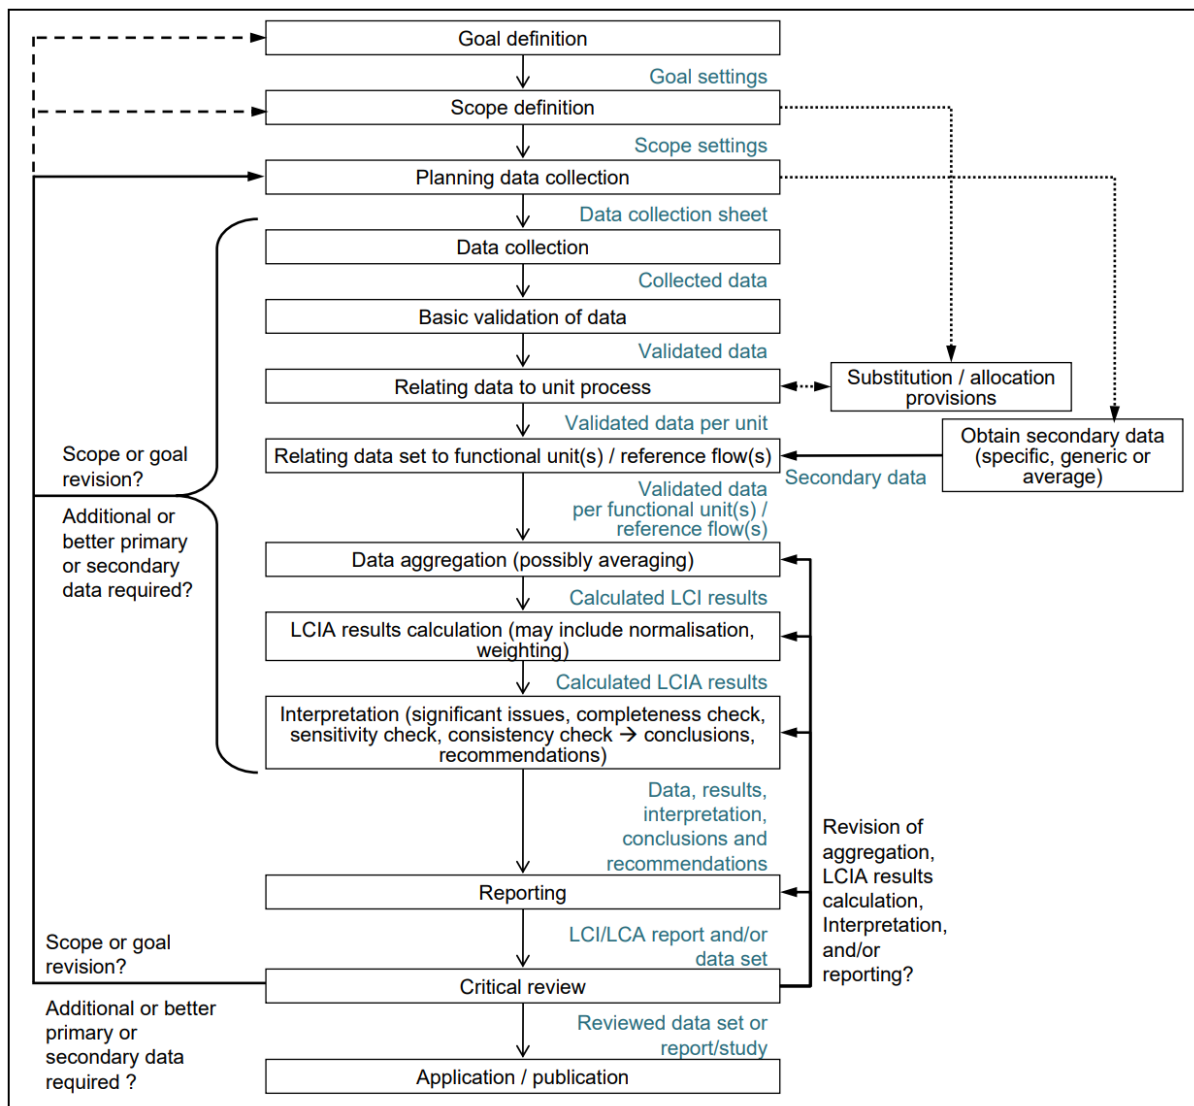 Goal definition
Goal settings
Scope definition
Scope settings
Planning data collection
Data collection sheet
Data collection
Collected data
Basic validation of data
Validated data
Relating data to unit process
Substitution / allocation
provisions
Validated data per unit
Relating data set to functional unit(s) / reference flow(s)
Obtain secondary data
(specific, generic or
average)
Secondary data
Scope or goal
revision?
Additional or
better primary
or secondary
data required?
Validated data
per functional unit(s) /
reference flow(s)
Data aggregation (possibly averaging)
Calculated LCI results
LCIA results calculation (may include normalisation,
weighting)
Calculated LCIA results
Interpretation (significant issues, completeness check,
sensitivity check, consistency check → conclusions,
recommendations)
Data, results,
interpretation,
conclusions and
recommendations
Revision of
aggregation,
LCIA results
calculation,
Interpretation,
and/or
reporting?
Reporting
LCI/LCA report and/or
data set
Scope or goal
revision?
Critical review
Additional or better
primary or
secondary data
required ?
Reviewed data set or
report/study
Application / publication